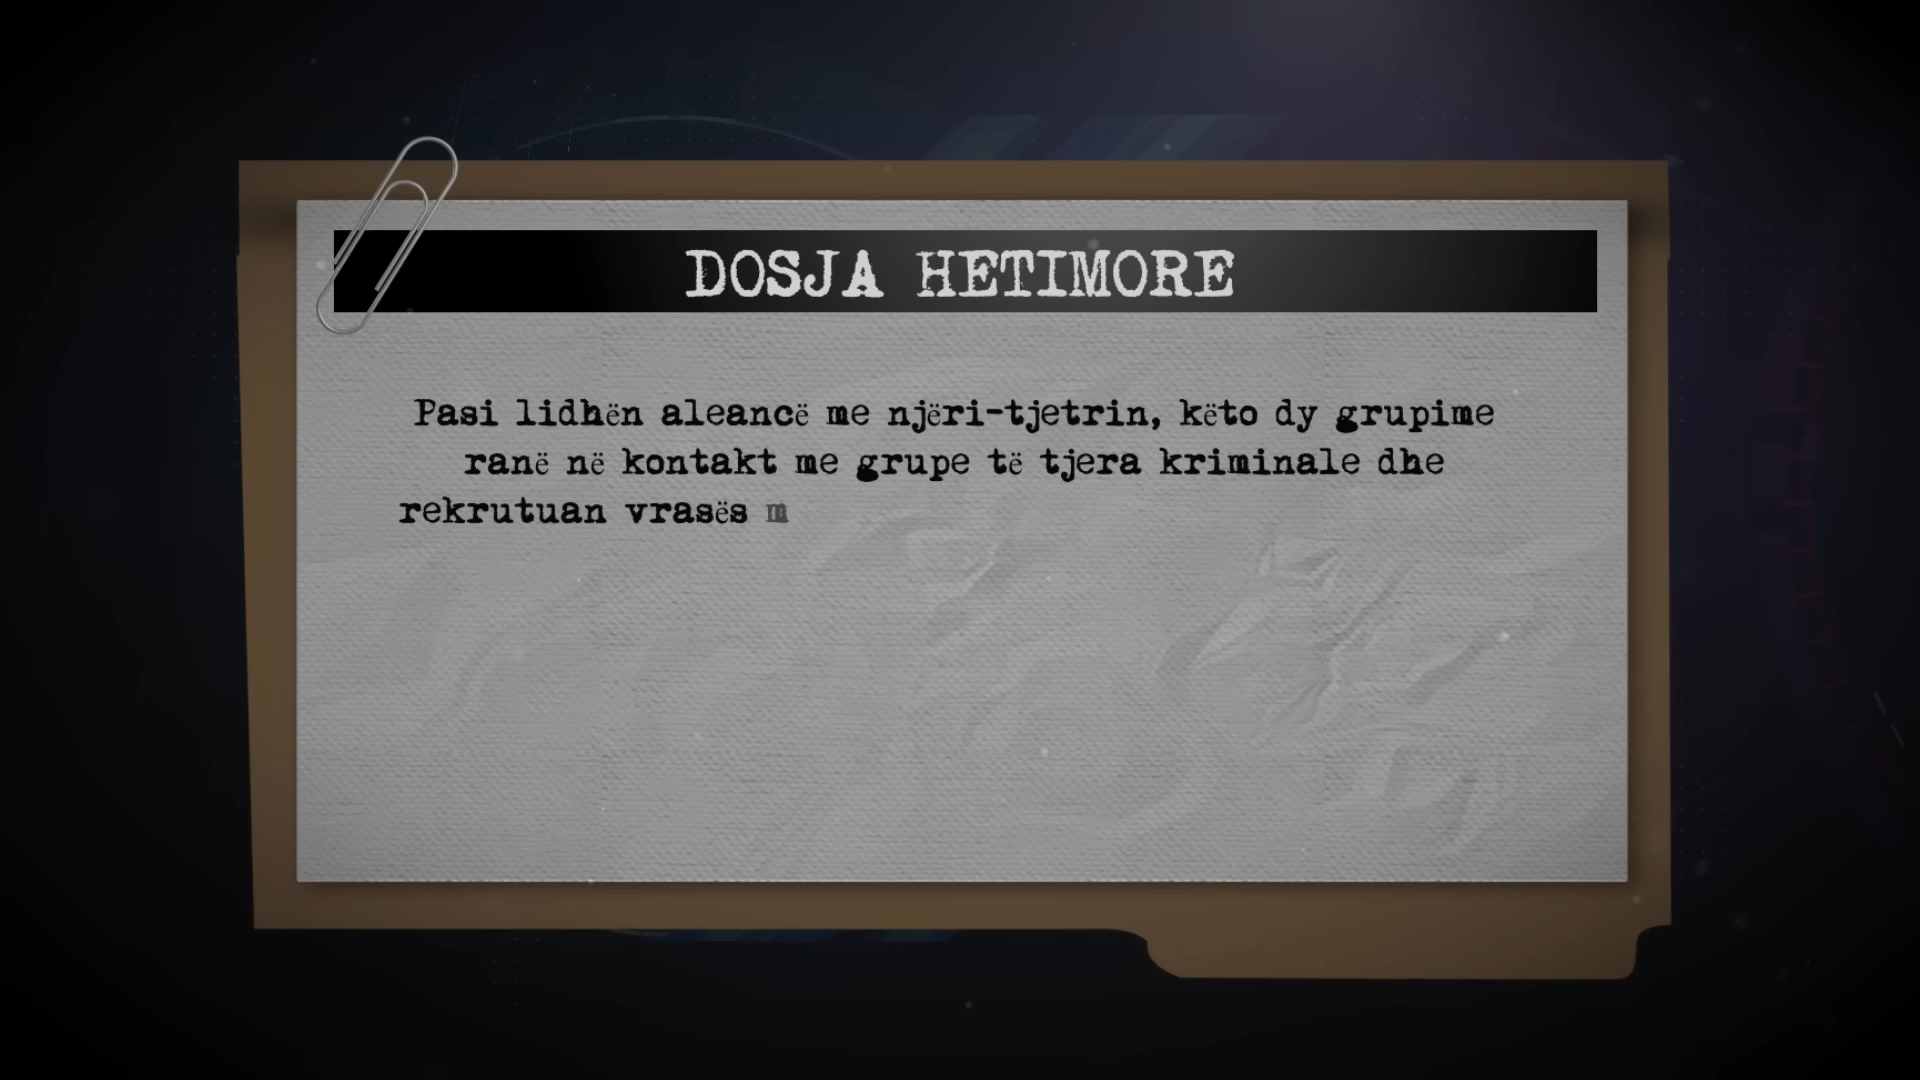 DOSJA HETIMORE
Pasi lidhën aleancë me njëri-tjetrin, këto dy grupime
ranë në kontakt me grupe të tjera kriminale dhe
rekrutuan vrasës m